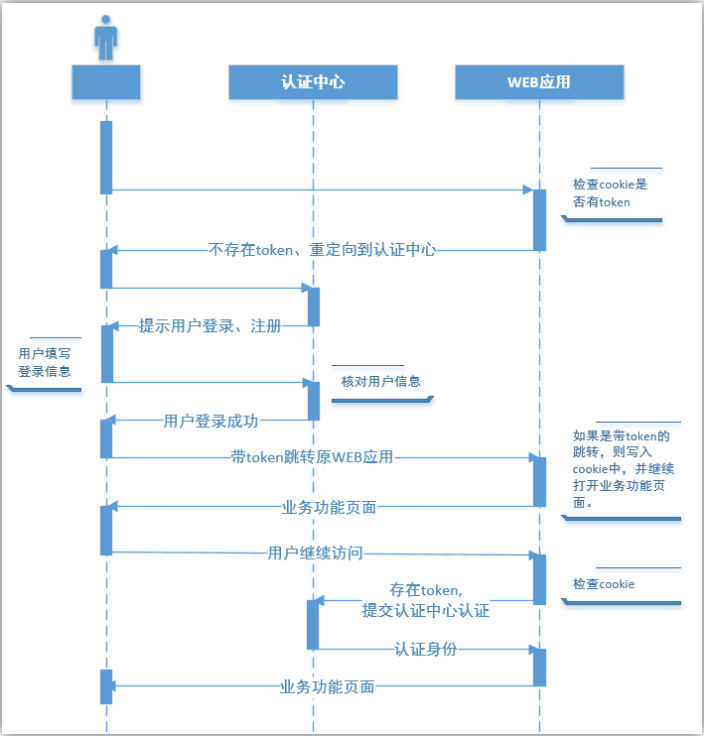 认证中心
WEB应用
检查cookie是
否有token
不存在token、重定向到认证中心
提示用户登录、注册
用户填写
登录信息
核对用户信息
用户登录成功
如果是带token的
跳转，则写入
cookie中，并继续
打开业务功能页
面。
带token跳转原WEB应用
业务功能页面
用户继续访问
检查cookie
存在token,
提交认证中心认证
认证身份
业务功能页面